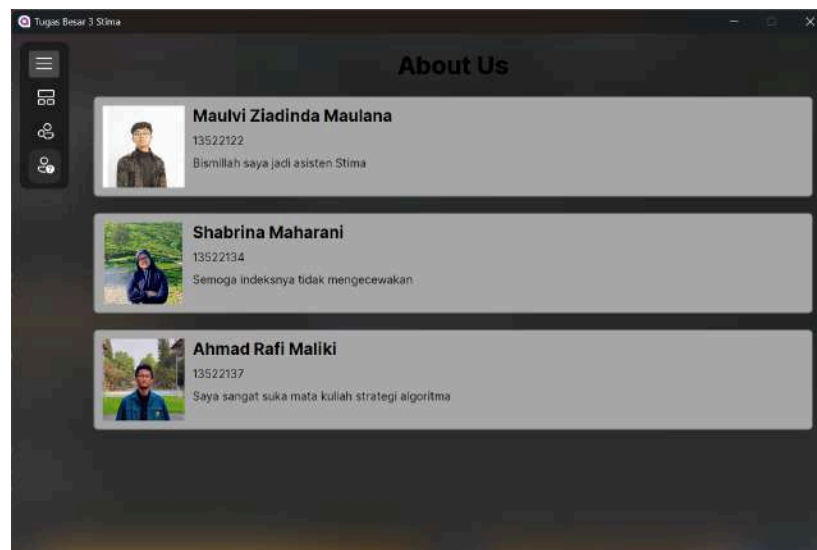 Tugas Besar 3 Stima
About Us
Maulvi Ziadinda Maulana
13522122
Bismillah saya jadi asisten Stima
Shabrina Maharani
13522134
Semoga indeksnya tidak mengecewakan
Ahmad Rafi Maliki
13522137
Saya sangat suka mata kuliah strategi algoritma